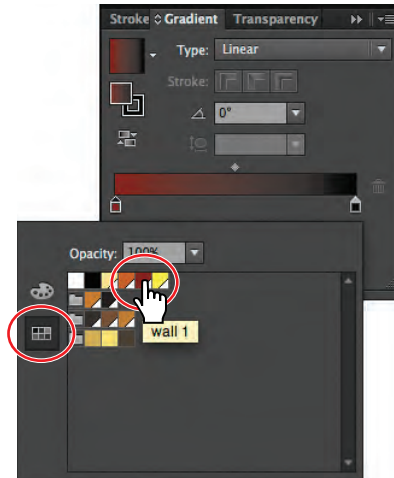 Stroke Gradient Transparency
Type: Linear
Stroke:
0°
Opacity: 100%
wall 1